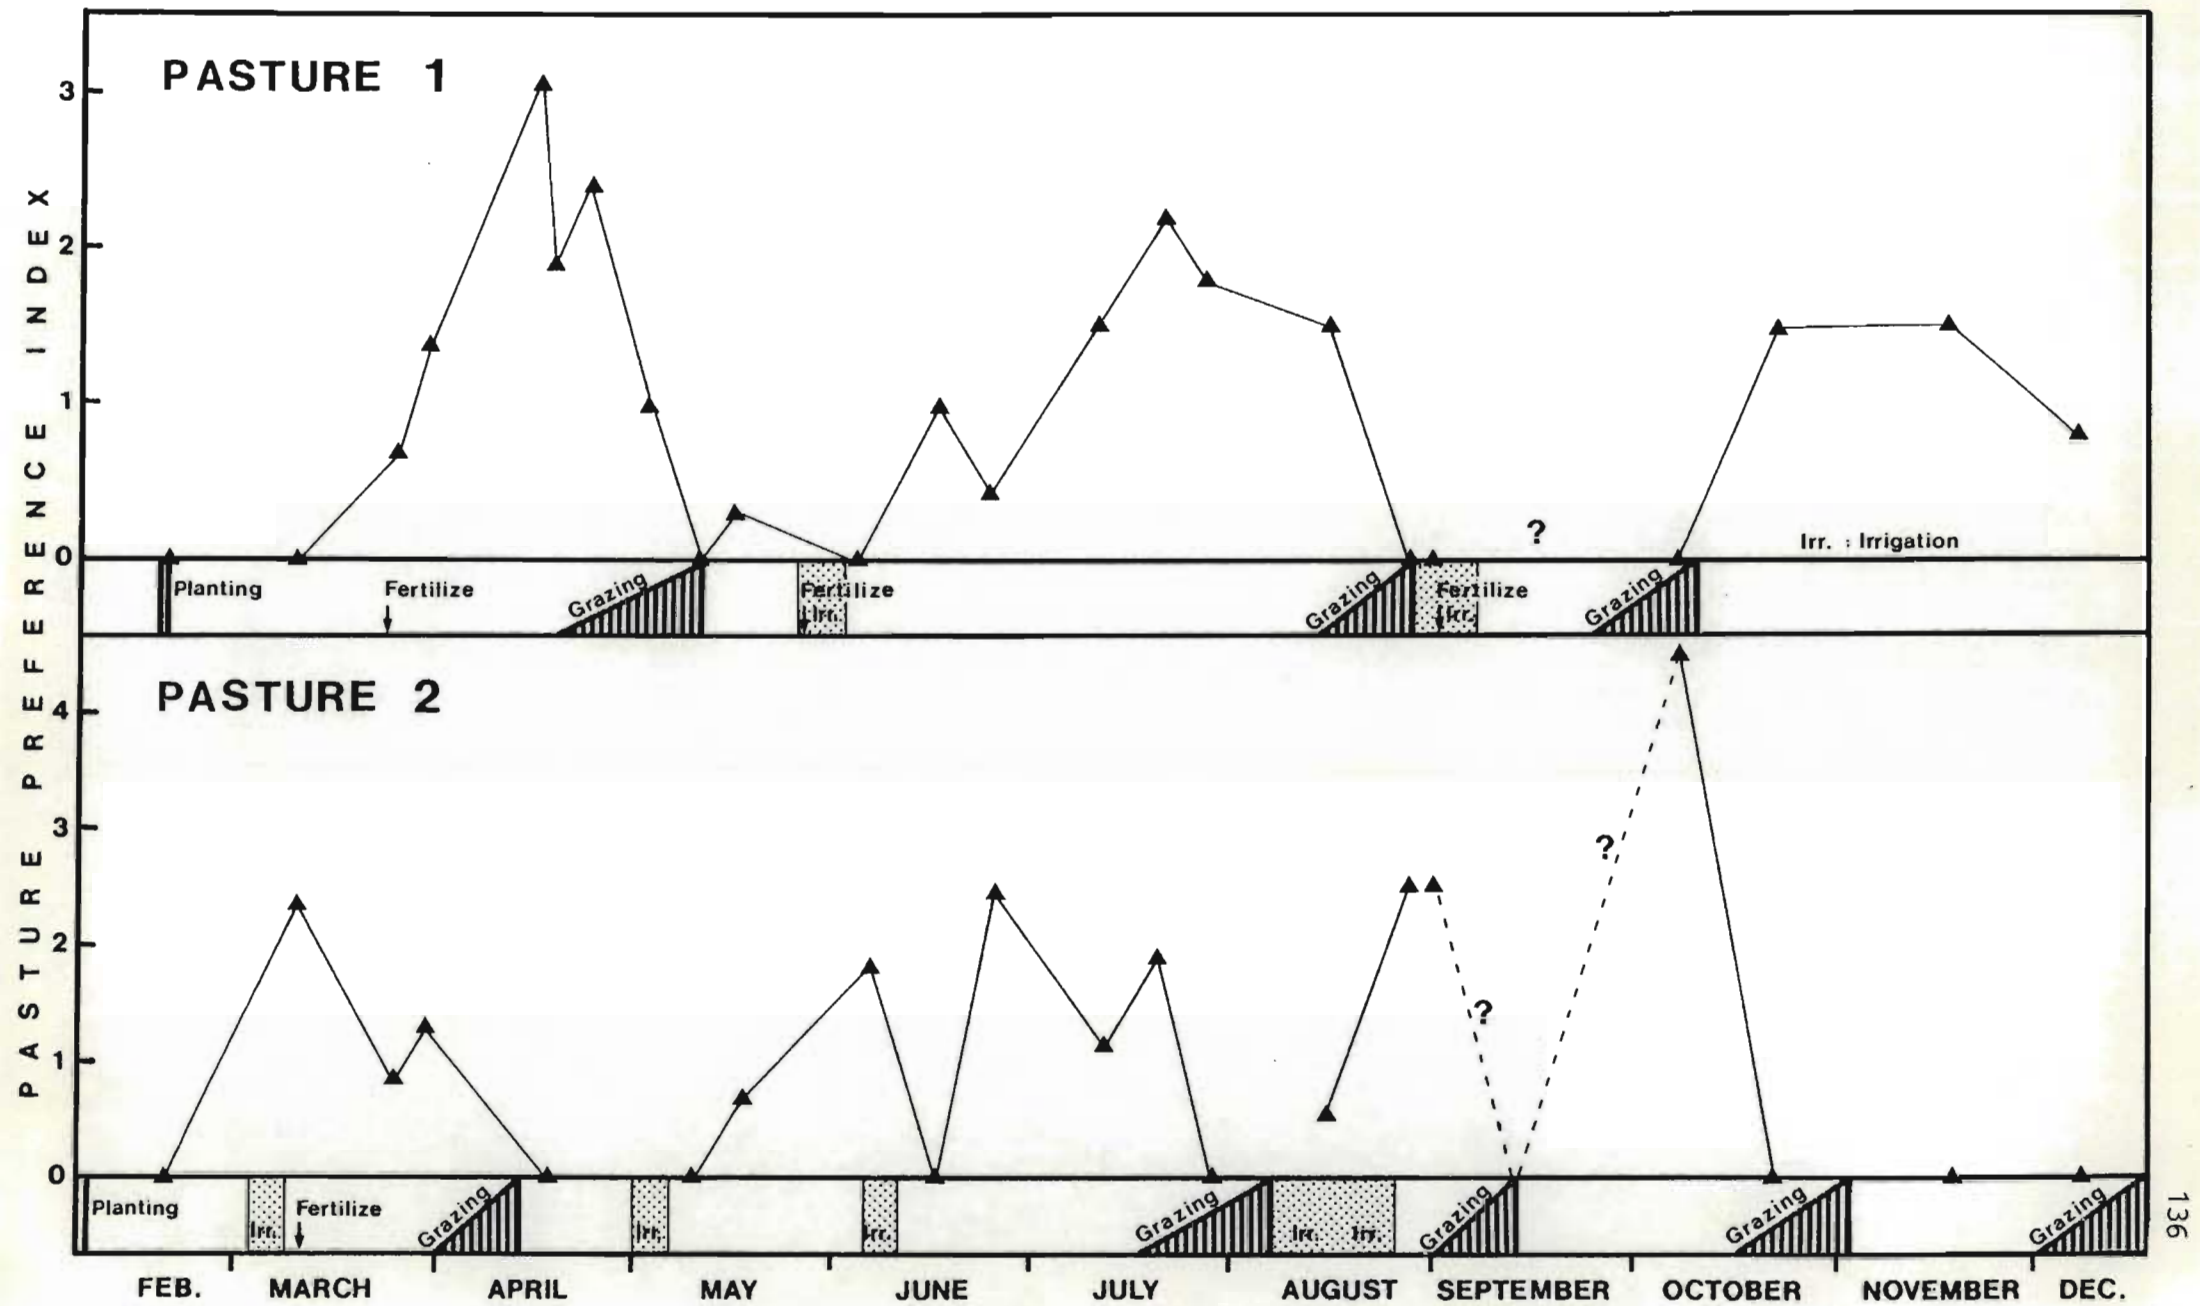 PASTURE PREFERENCE INDEX
PASTURE 1
3
2
1
0
?
Irr. : Irrigation
Planting
Fertilize
Grazing
Fertilize
Irr.
Grazing
Fertilize
Irr.
Grazing
PASTURE 2
4
3
2
1
0
?
?
Planting
Irr.
Fertilize
Grazing
Irr.
Irr.
Grazing
Irr. Irr.
Grazing
Grazing
Grazing
FEB. MARCH APRIL MAY JUNE JULY AUGUST SEPTEMBER OCTOBER NOVEMBER DEC.
136